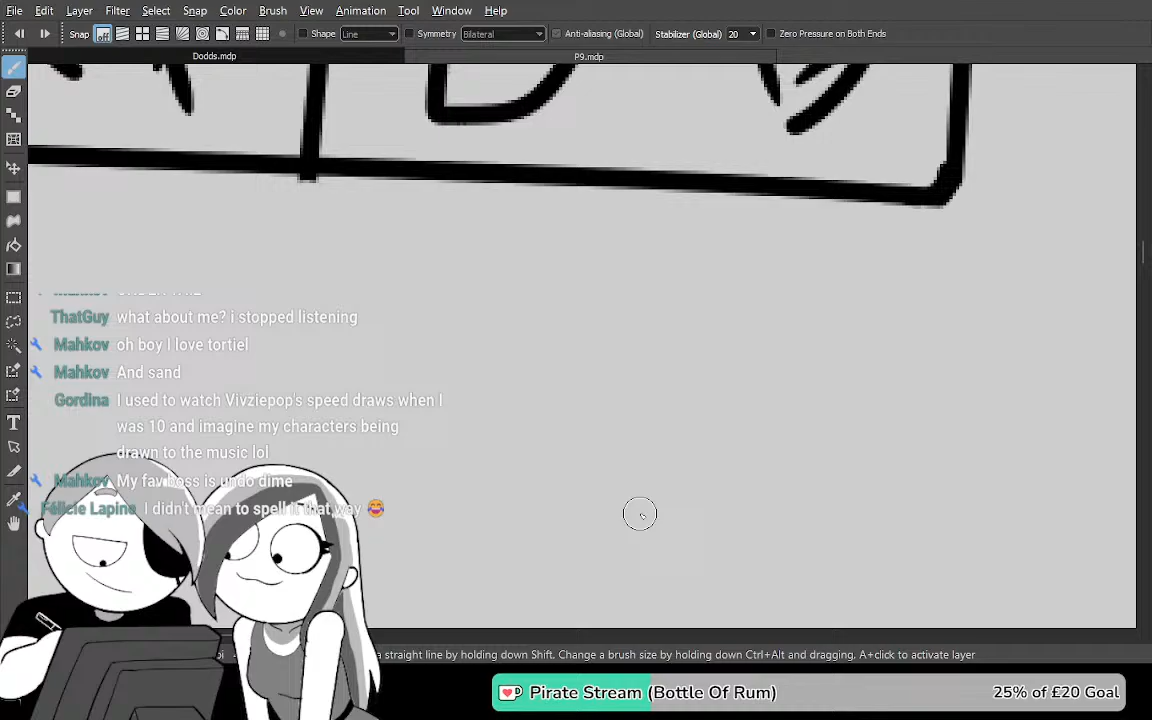 File Edit Layer Filter Select Snap Color Brush View Animation Tool Window Help
Snap off Shape Line Symmetry Bilateral Anti-aliasing (Global) Stabilizer (Global) 20 Zero Pressure on Both Ends
Dodds.mdp P9.mdp
ThatGuy what about me? i stopped listening
Mahkov oh boy I love tortiel
Mahkov And sand
Gordina I used to watch Vivziepop's speed draws when I
was 10 and imagine my characters being
drawn to the music lol
Mahkov My fav boss is undo dime
Félicie Lapine I didn't mean to spell it that way 😂
a straight line by holding down Shift. Change a brush size by holding down Ctrl+Alt and dragging. A+click to activate layer
Pirate Stream (Bottle Of Rum) 25% of £20 Goal